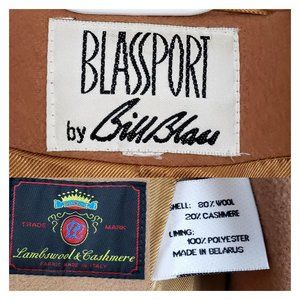 BLASSPORT
by Bill Blass
TRADE MARK
Lambswool & Cashmere
FABRIC MADE IN ITALY
SHELL: 80% WOOL
20% CASHMERE
LINING:
100% POLYESTER
MADE IN BELARUS